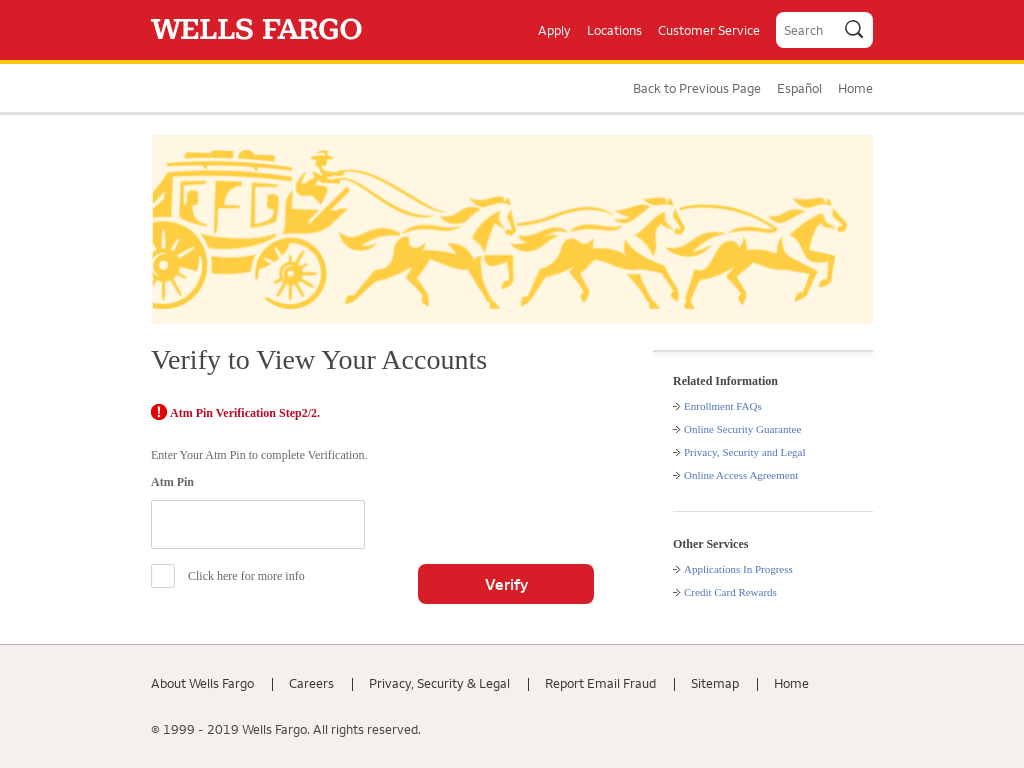 WELLS FARGO
Apply Locations Customer Service Search
Back to Previous Page Español Home
Verify to View Your Accounts
Atm Pin Verification Step2/2.
Enter Your Atm Pin to complete Verification.
Atm Pin
Click here for more info
Verify
Related Information
Enrollment FAQs
Online Security Guarantee
Privacy, Security and Legal
Online Access Agreement
Other Services
Applications In Progress
Credit Card Rewards
About Wells Fargo | Careers | Privacy, Security & Legal | Report Email Fraud | Sitemap | Home
© 1999 - 2019 Wells Fargo. All rights reserved.